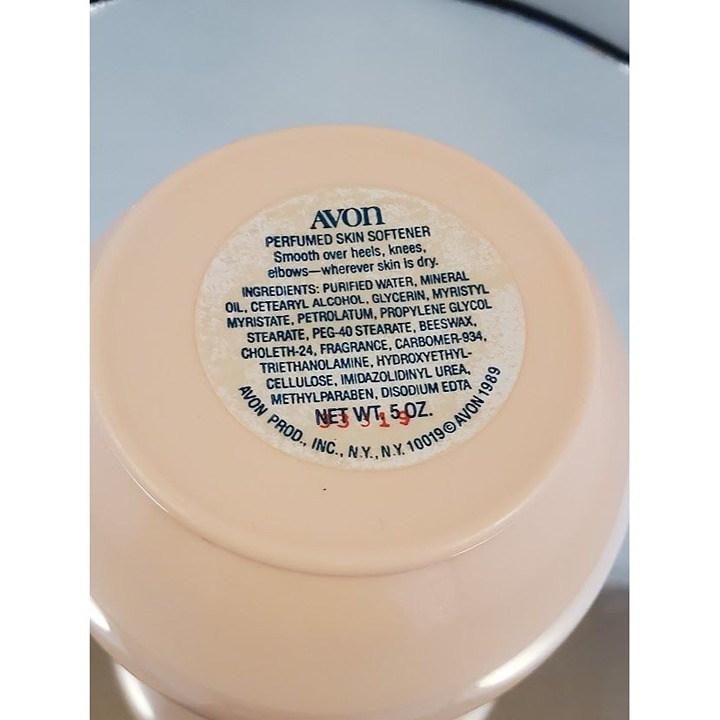 AVON
PERFUMED SKIN SOFTENER
Smooth over heels, knees,
elbows—wherever skin is dry.
INGREDIENTS: PURIFIED WATER, MINERAL
OIL, CETEARYL ALCOHOL, GLYCERIN, MYRISTYL
MYRISTATE, PETROLATUM, PROPYLENE GLYCOL
STEARATE, PEG-40 STEARATE, BEESWAX,
CHOLETH-24, FRAGRANCE, CARBOMER-934,
TRIETHANOLAMINE, HYDROXYETHYL-
CELLULOSE, IMIDAZOLIDINYL UREA,
METHYLPARABEN, DISODIUM EDTA
NET WT. 5 OZ.
AVON PROD., INC., N.Y., N.Y. 10019 © AVON 1989